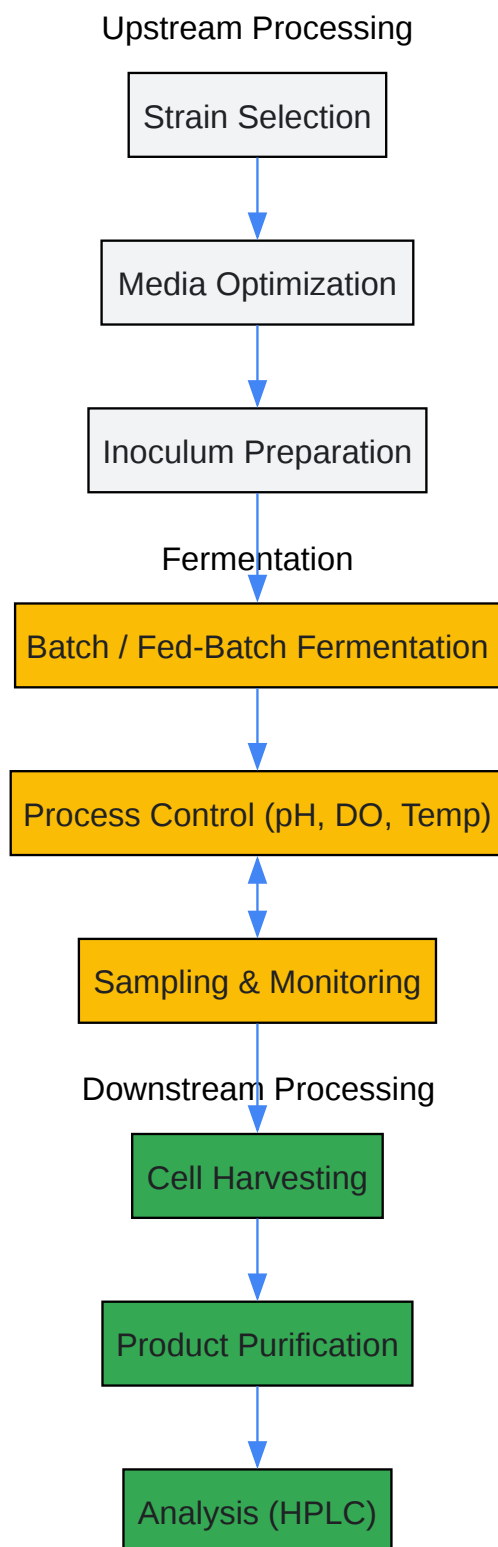 Upstream Processing
Strain Selection
Media Optimization
Inoculum Preparation
Fermentation
Batch / Fed-Batch Fermentation
Process Control (pH, DO, Temp)
Sampling & Monitoring
Downstream Processing
Cell Harvesting
Product Purification
Analysis (HPLC)